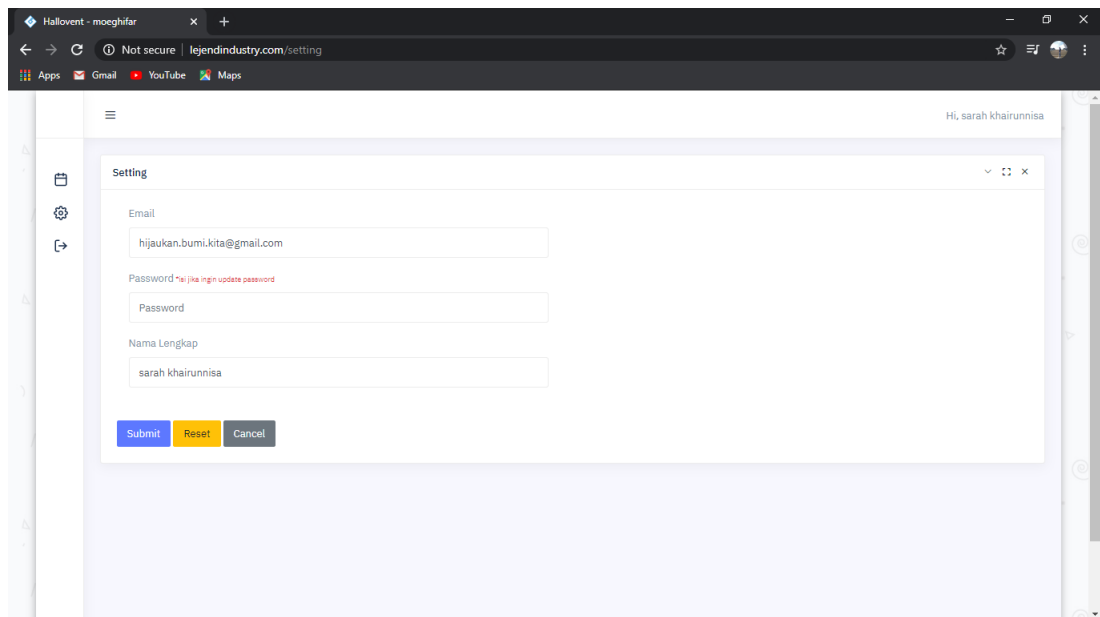 Hallovent - moeghifar
Not secure | lejendindustry.com/setting
Apps Gmail YouTube Maps
Hi, sarah khairunnisa
Setting
Email
hijaukan.bumi.kita@gmail.com
Password *isi jika ingin update password
Password
Nama Lengkap
sarah khairunnisa
Submit Reset Cancel